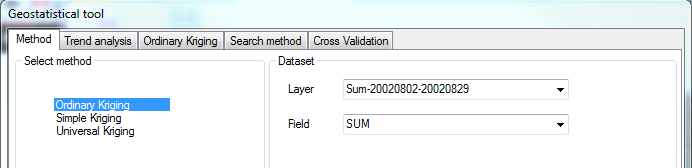 Geostatistical tool
Method Trend analysis Ordinary Kriging Search method Cross Validation
Select method
Ordinary Kriging
Simple Kriging
Universal Kriging
Dataset
Layer Sum-20020802-20020829
Field SUM